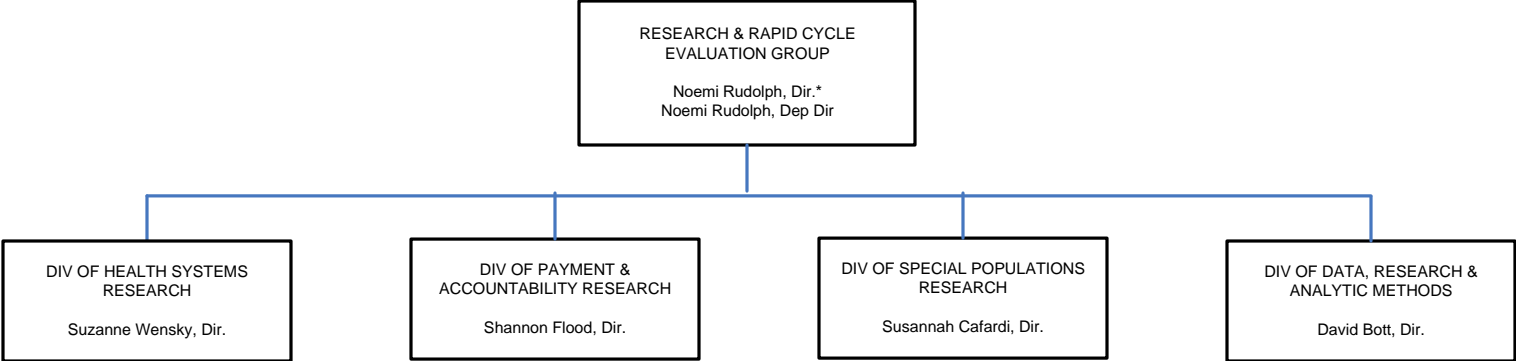 RESEARCH & RAPID CYCLE
EVALUATION GROUP
Noemi Rudolph, Dir.*
Noemi Rudolph, Dep Dir
DIV OF HEALTH SYSTEMS
RESEARCH
Suzanne Wensky, Dir.
DIV OF PAYMENT &
ACCOUNTABILITY RESEARCH
Shannon Flood, Dir.
DIV OF SPECIAL POPULATIONS
RESEARCH
Susannah Cafardi, Dir.
DIV OF DATA, RESEARCH &
ANALYTIC METHODS
David Bott, Dir.